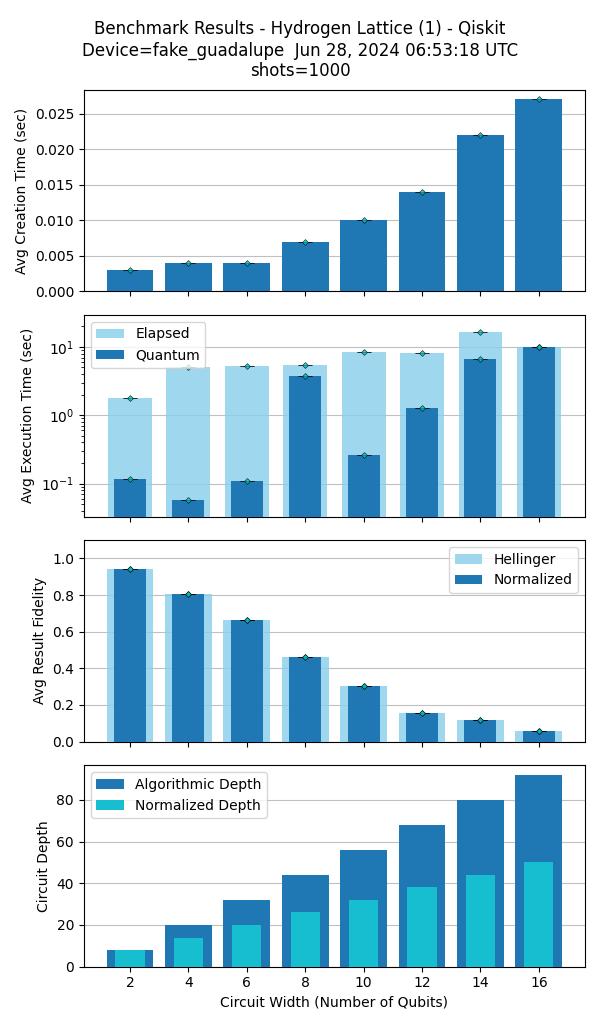 Benchmark Results - Hydrogen Lattice (1) - Qiskit
Device=fake_guadalupe  Jun 28, 2024 06:53:18 UTC
shots=1000
Avg Creation Time (sec)
0.025
0.020
0.015
0.010
0.005
0.000
Avg Execution Time (sec)
Elapsed
Quantum
10¹
10⁰
10⁻¹
Avg Result Fidelity
Hellinger
Normalized
1.0
0.8
0.6
0.4
0.2
0.0
Circuit Depth
Algorithmic Depth
Normalized Depth
80
60
40
20
0
2 4 6 8 10 12 14 16
Circuit Width (Number of Qubits)